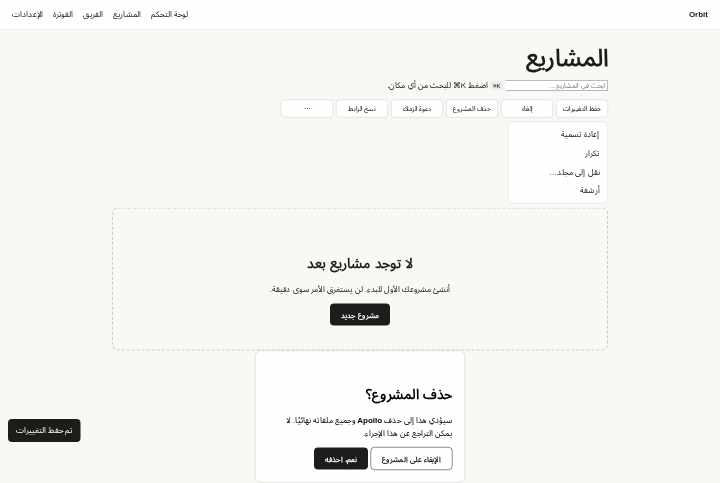 Orbit
لوحة التحكم المشاريع الفريق الفوترة الإعدادات
المشاريع
ابحث في المشاريع…
⌘K اضغط ⌘K للبحث من أي مكان.
حفظ التغييرات إلغاء حذف المشروع دعوة الزملاء نسخ الرابط ⋯
إعادة تسمية
تكرار
نقل إلى مجلد…
أرشفة
لا توجد مشاريع بعد
أنشئ مشروعك الأول للبدء. لن يستغرق الأمر سوى دقيقة.
مشروع جديد
حذف المشروع؟
سيؤدي هذا إلى حذف Apollo وجميع ملفاته نهائيًا. لا
يمكن التراجع عن هذا الإجراء.
الإبقاء على المشروع نعم، احذفه
تم حفظ التغييرات